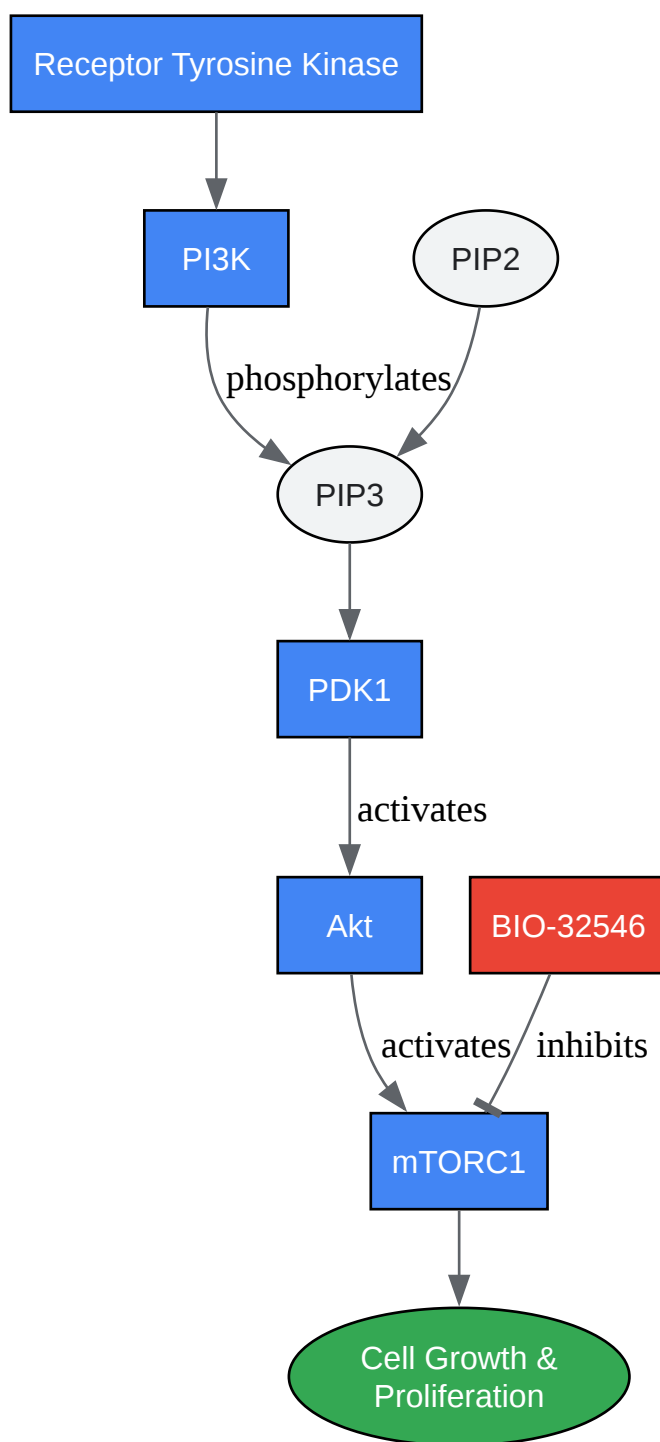 Receptor Tyrosine Kinase
PI3K
PIP2
phosphorylates
PIP3
PDK1
activates
Akt
BIO-32546
activates
inhibits
mTORC1
Cell Growth &
Proliferation